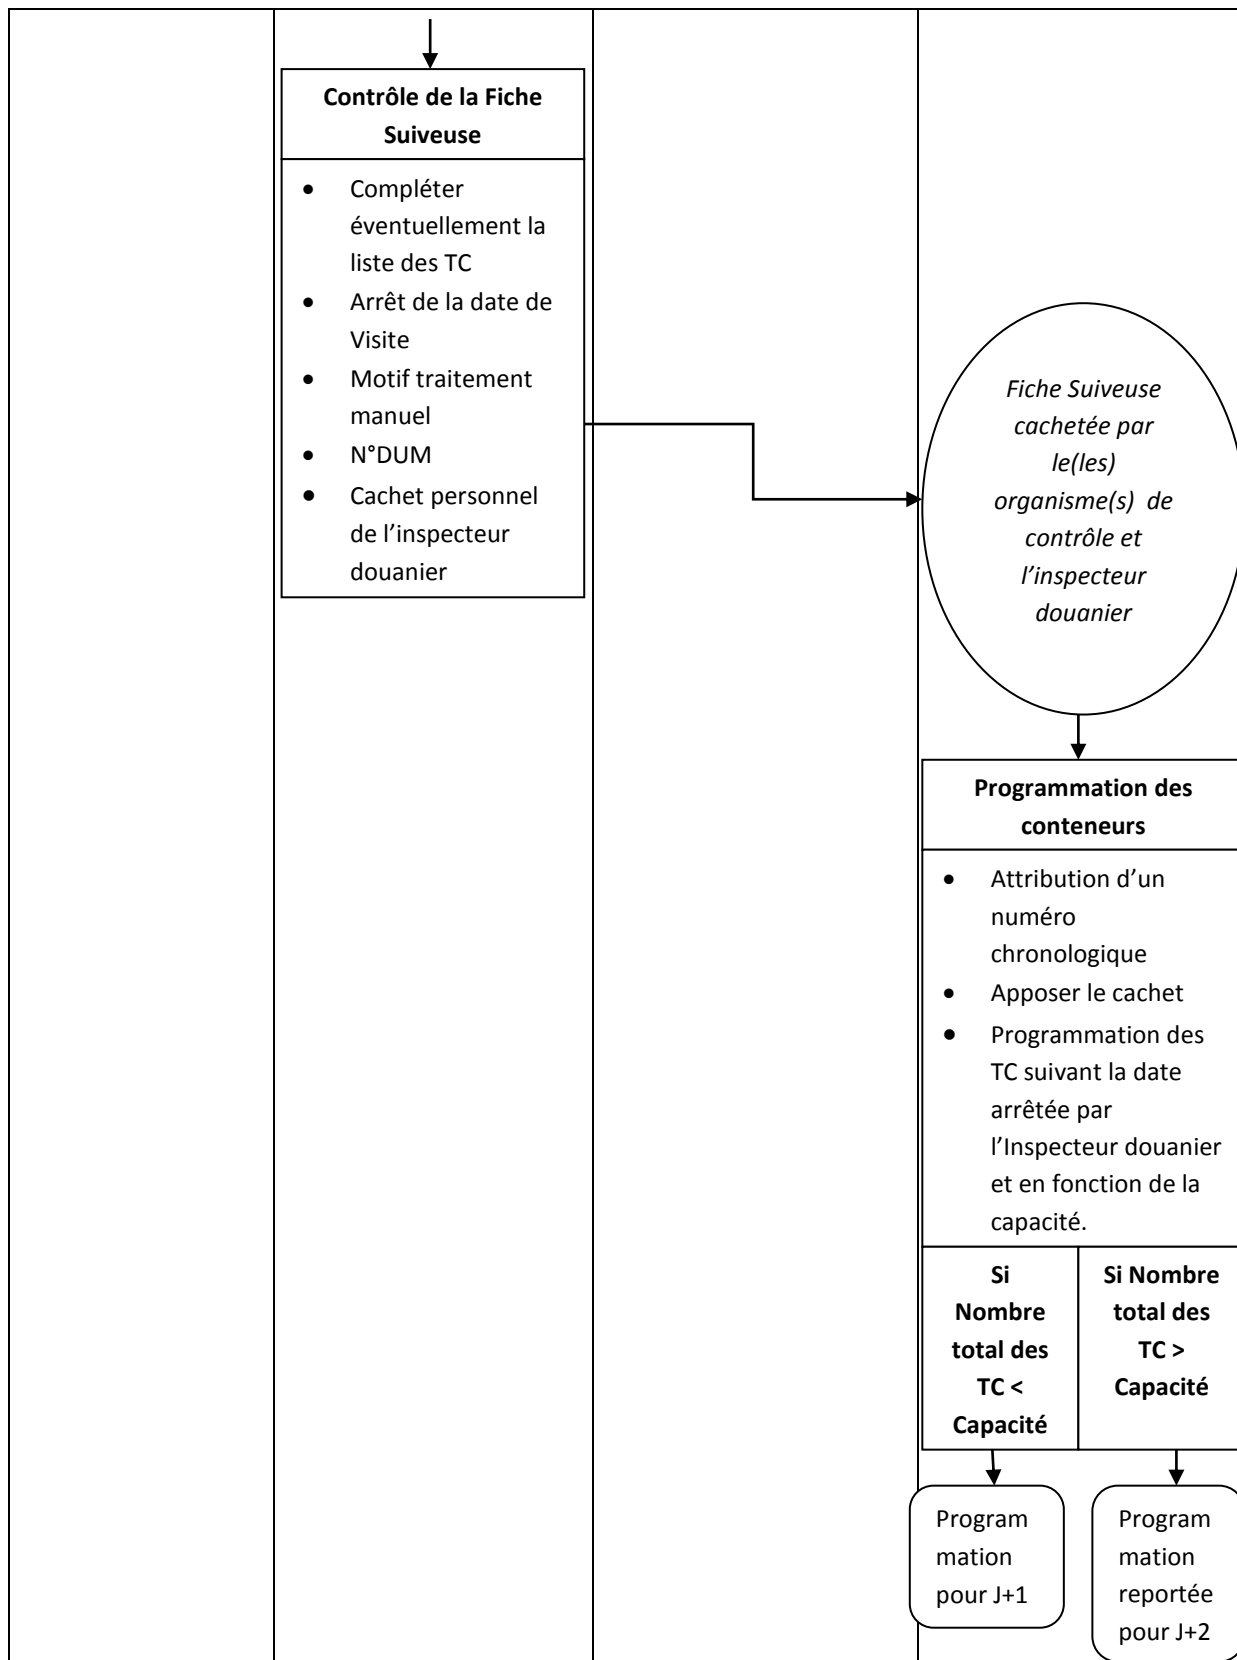 Contrôle de la Fiche
Suiveuse
• Compléter
éventuellement la
liste des TC
• Arrêt de la date de
Visite
• Motif traitement
manuel
• N°DUM
• Cachet personnel
de l’inspecteur
douanier
Fiche Suiveuse
cachetée par
le(les)
organisme(s) de
contrôle et
l’inspecteur
douanier
Programmation des
conteneurs
• Attribution d’un
numéro
chronologique
• Apposer le cachet
• Programmation des
TC suivant la date
arrêtée par
l’Inspecteur douanier
et en fonction de la
capacité.
Si
Nombre
total des
TC <
Capacité
Si Nombre
total des
TC >
Capacité
Program
mation
pour J+1
Program
mation
reportée
pour J+2